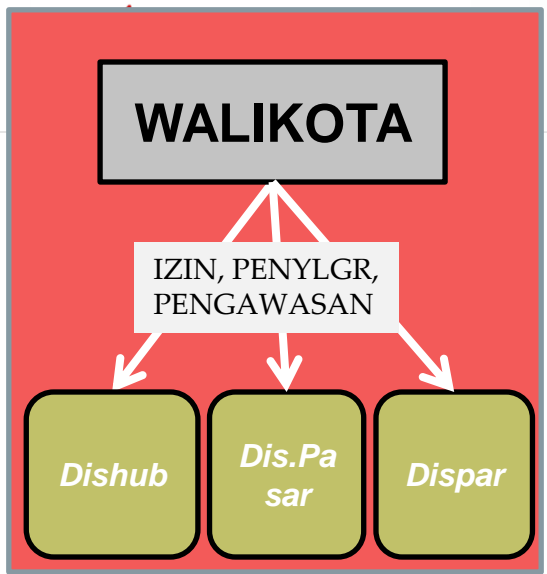 WALIKOTA
IZIN, PENYLGR,
PENGAWASAN
Dishub
Dis.Pa
sar
Dispar